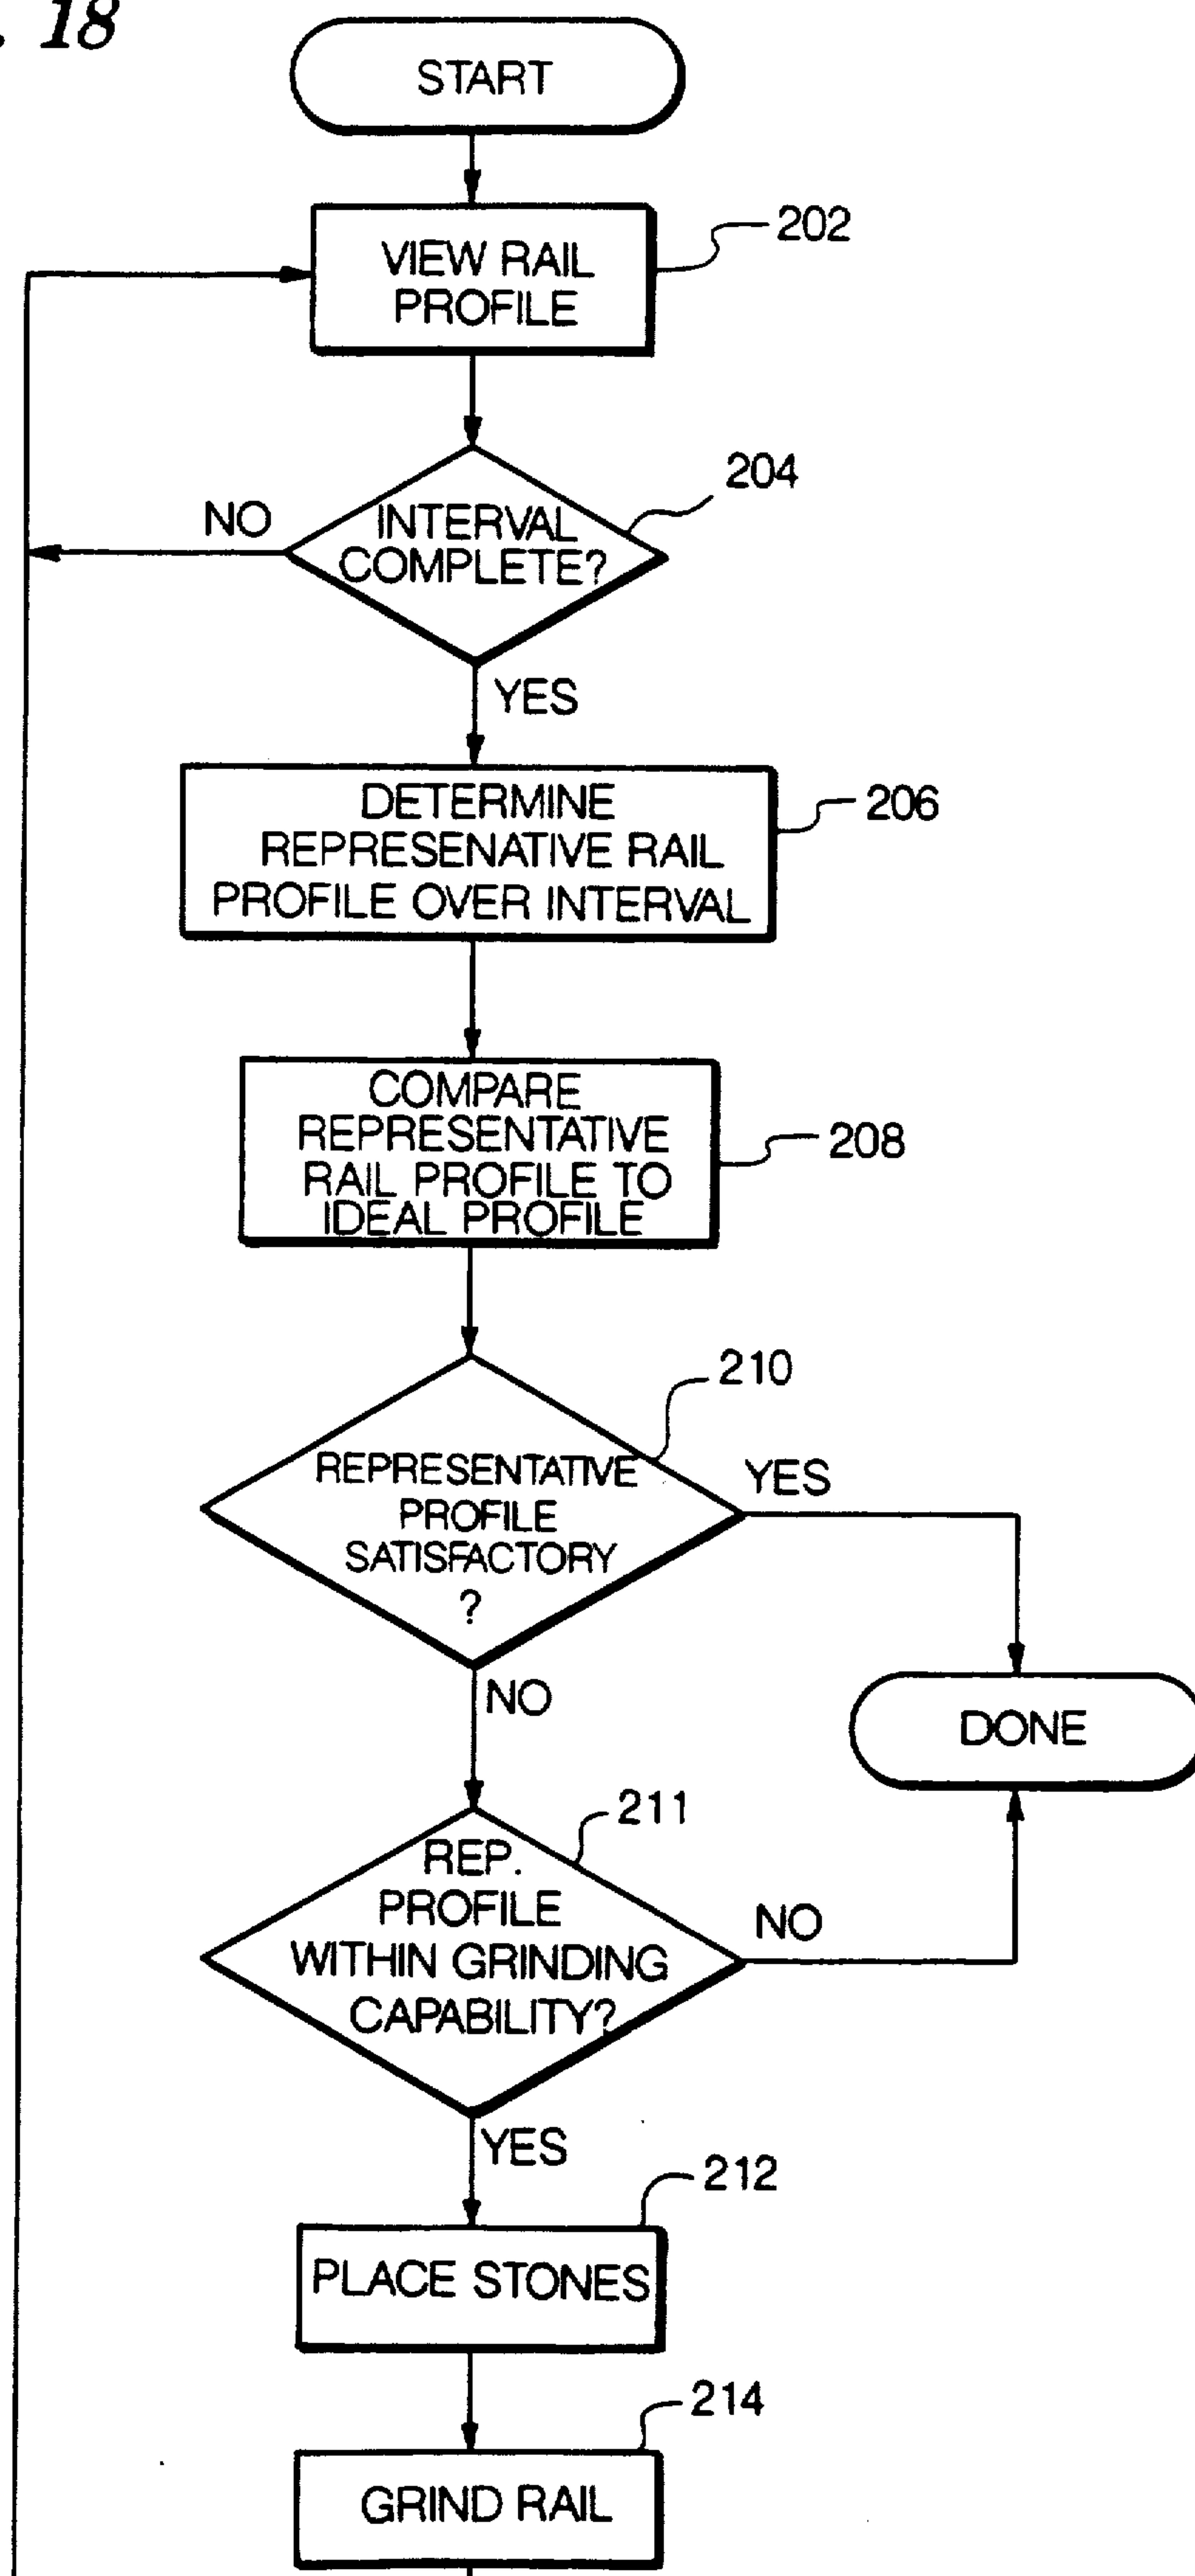 . 18
START
VIEW RAIL
PROFILE
202
INTERVAL
COMPLETE?
204
NO
YES
DETERMINE
REPRESENATIVE RAIL
PROFILE OVER INTERVAL
206
COMPARE
REPRESENTATIVE
RAIL PROFILE TO
IDEAL PROFILE
208
REPRESENTATIVE
PROFILE
SATISFACTORY
?
210
YES
NO
DONE
REP.
PROFILE
WITHIN GRINDING
CAPABILITY?
211
NO
YES
PLACE STONES
212
GRIND RAIL
214